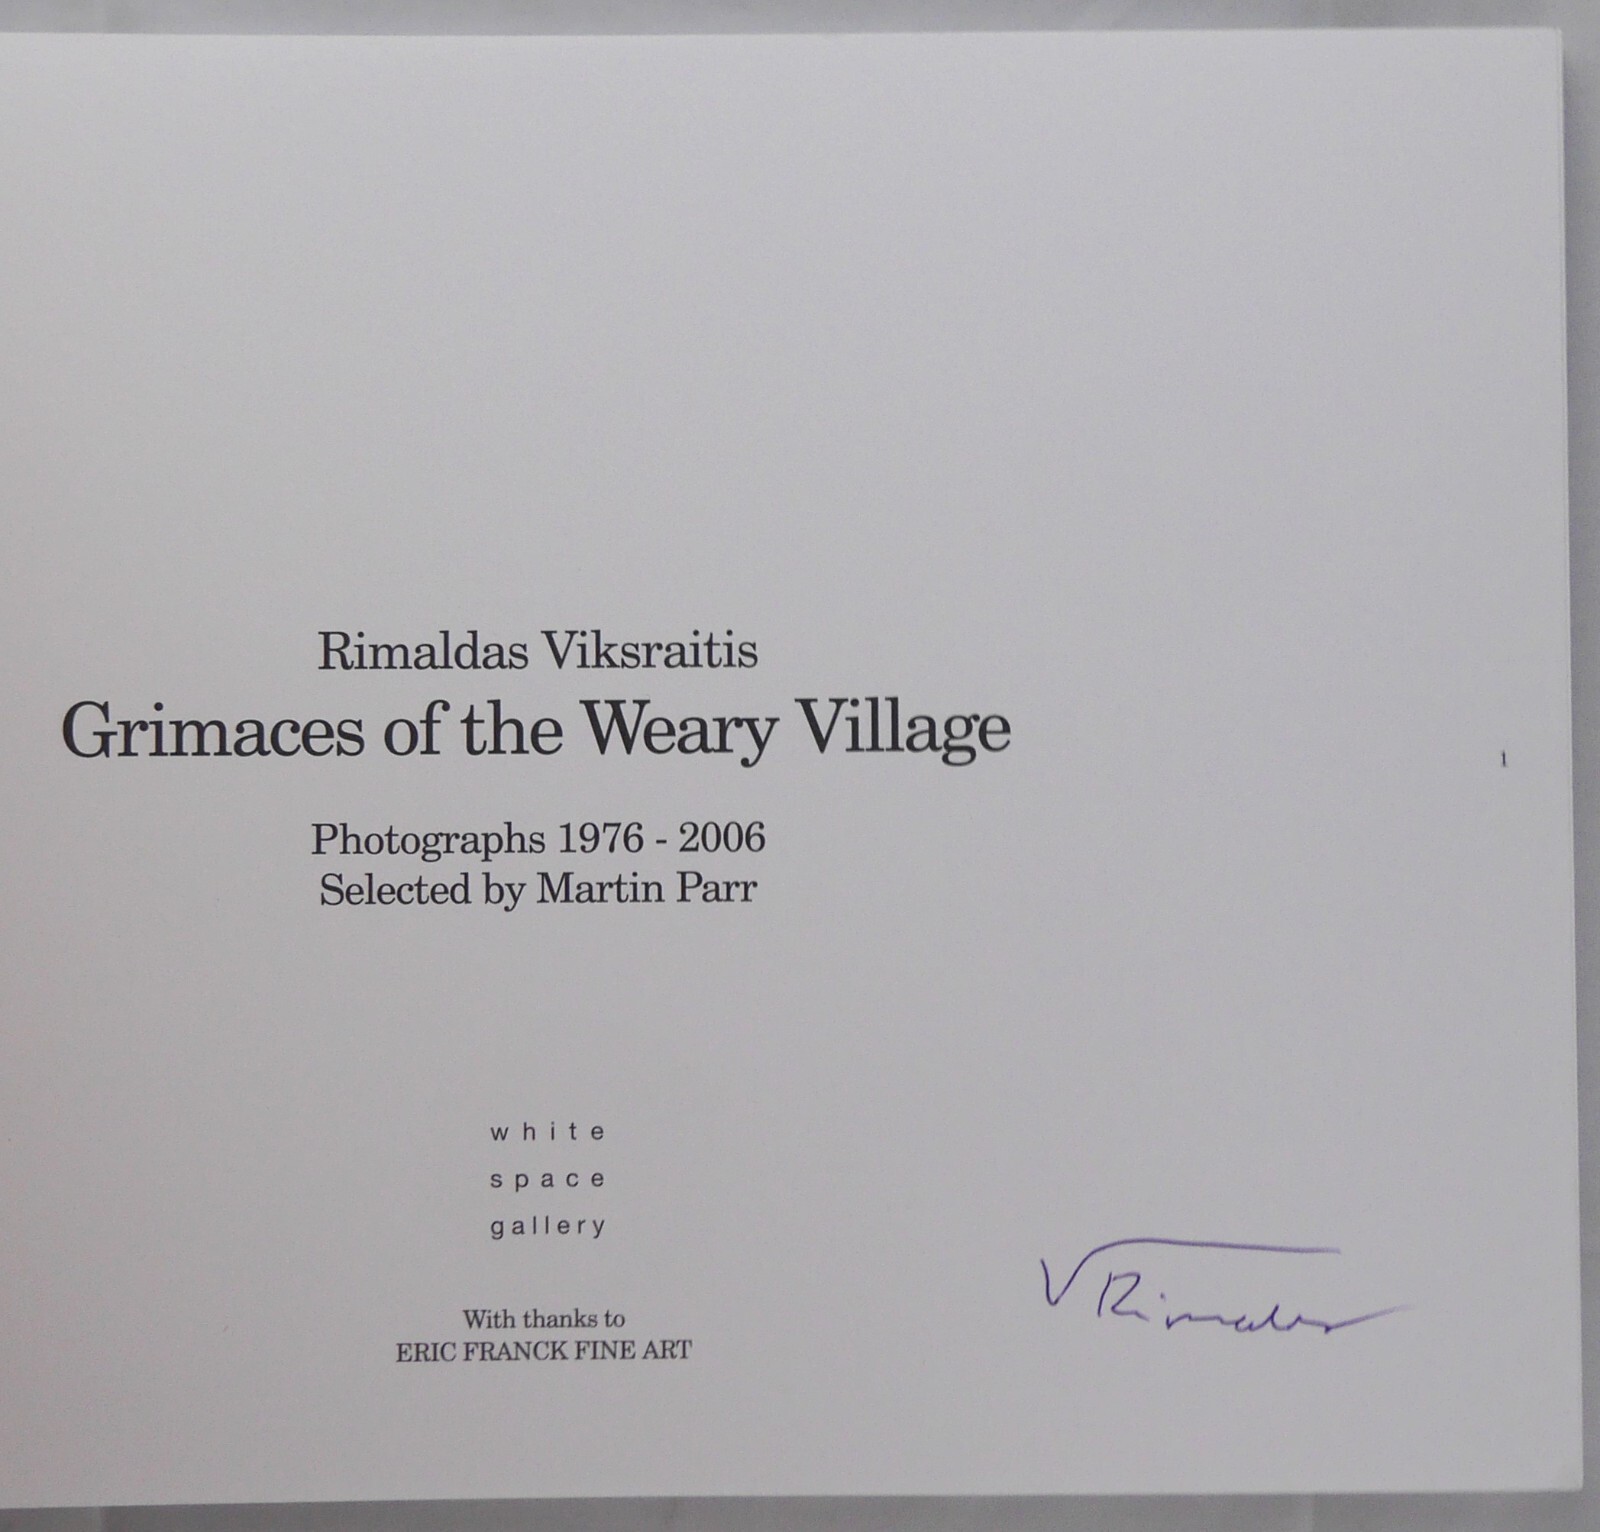 Rimaldas Viksraitis
Grimaces of the Weary Village
Photographs 1976 - 2006
Selected by Martin Parr
white
space
gallery
With thanks to
ERIC FRANCK FINE ART
V Rimaldas